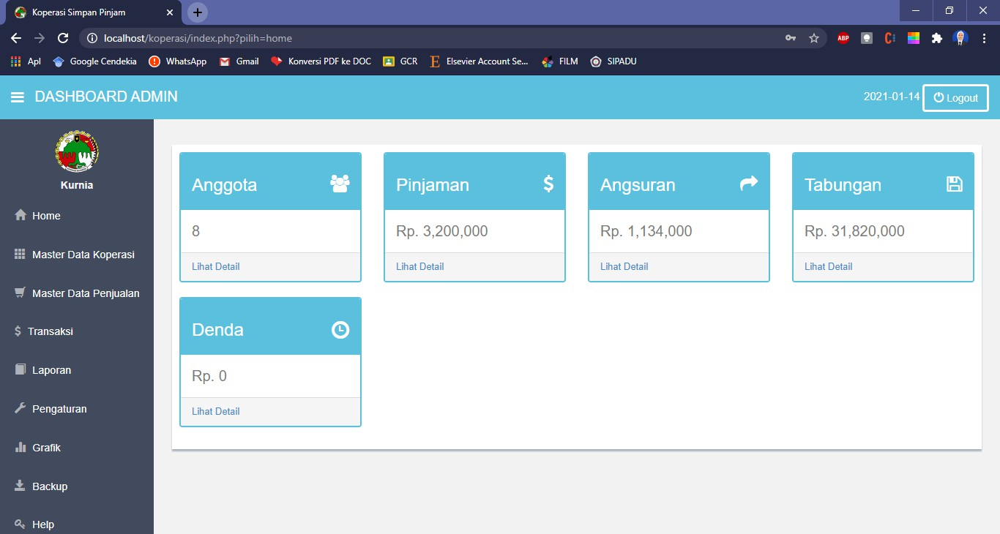 Koperasi Simpan Pinjam
localhost/koperasi/index.php?pilih=home
ABP
Apl Google Cendekia WhatsApp Gmail Konversi PDF ke DOC GCR Elsevier Account Se... FILM SIPADU
DASHBOARD ADMIN
2021-01-14 Logout
Kurnia
Home
Master Data Koperasi
Master Data Penjualan
Transaksi
Laporan
Pengaturan
Grafik
Backup
Help
Anggota
8
Lihat Detail
Pinjaman
Rp. 3,200,000
Lihat Detail
Angsuran
Rp. 1,134,000
Lihat Detail
Tabungan
Rp. 31,820,000
Lihat Detail
Denda
Rp. 0
Lihat Detail